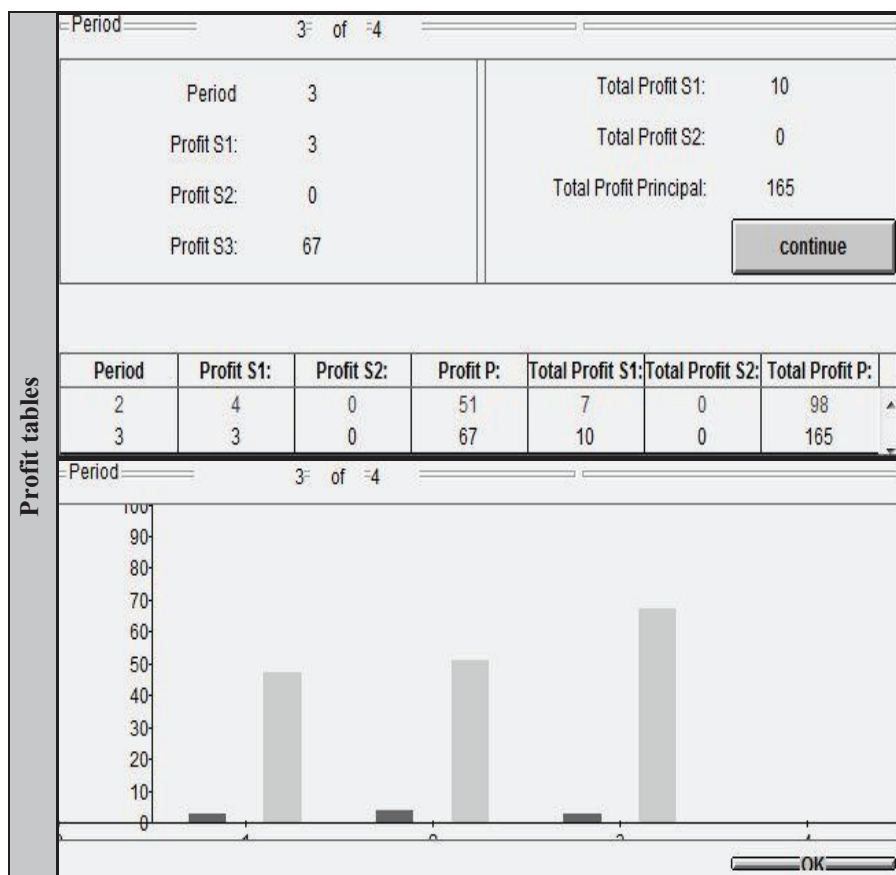 Profit tables
Period 3 of 4
Period 3
Profit S1: 3
Profit S2: 0
Profit S3: 67
Total Profit S1: 10
Total Profit S2: 0
Total Profit Principal: 165
continue
Period Profit S1: Profit S2: Profit P: Total Profit S1: Total Profit S2: Total Profit P:
2 4 0 51 7 0 98
3 3 0 67 10 0 165
Period 3 of 4
100
90
80
70
60
50
40
30
20
10
0
OK